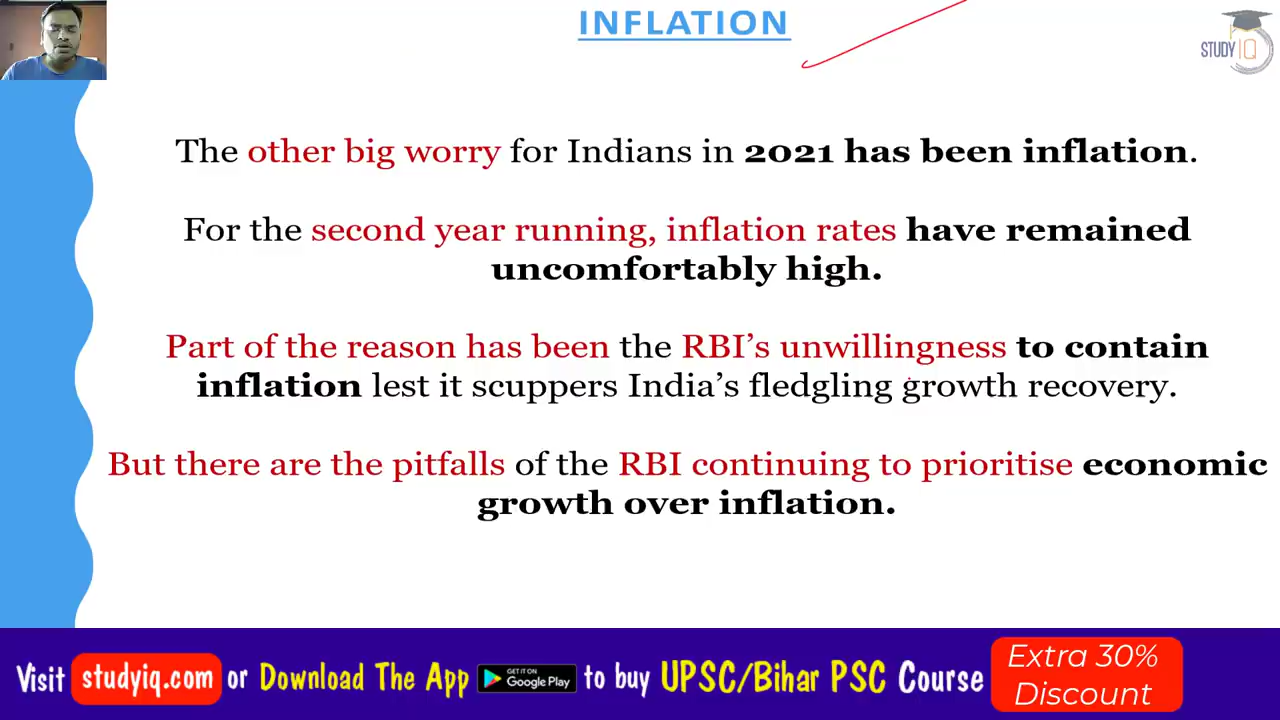 INFLATION
STUDY IQ
The other big worry for Indians in 2021 has been inflation.
For the second year running, inflation rates have remained
uncomfortably high.
Part of the reason has been the RBI’s unwillingness to contain
inflation lest it scuppers India’s fledgling growth recovery.
But there are the pitfalls of the RBI continuing to prioritise economic
growth over inflation.
Visit studyiq.com or Download The App GET IT ON Google Play to buy UPSC/Bihar PSC Course
Extra 30%
Discount